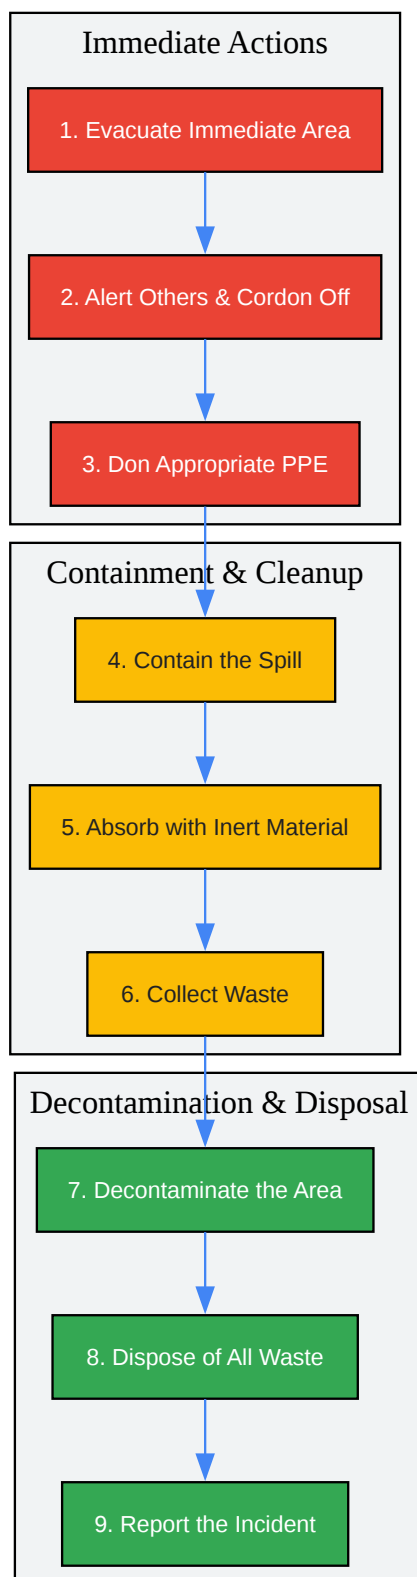 Immediate Actions
1. Evacuate Immediate Area
2. Alert Others & Cordon Off
3. Don Appropriate PPE
Containment & Cleanup
4. Contain the Spill
5. Absorb with Inert Material
6. Collect Waste
Decontamination & Disposal
7. Decontaminate the Area
8. Dispose of All Waste
9. Report the Incident